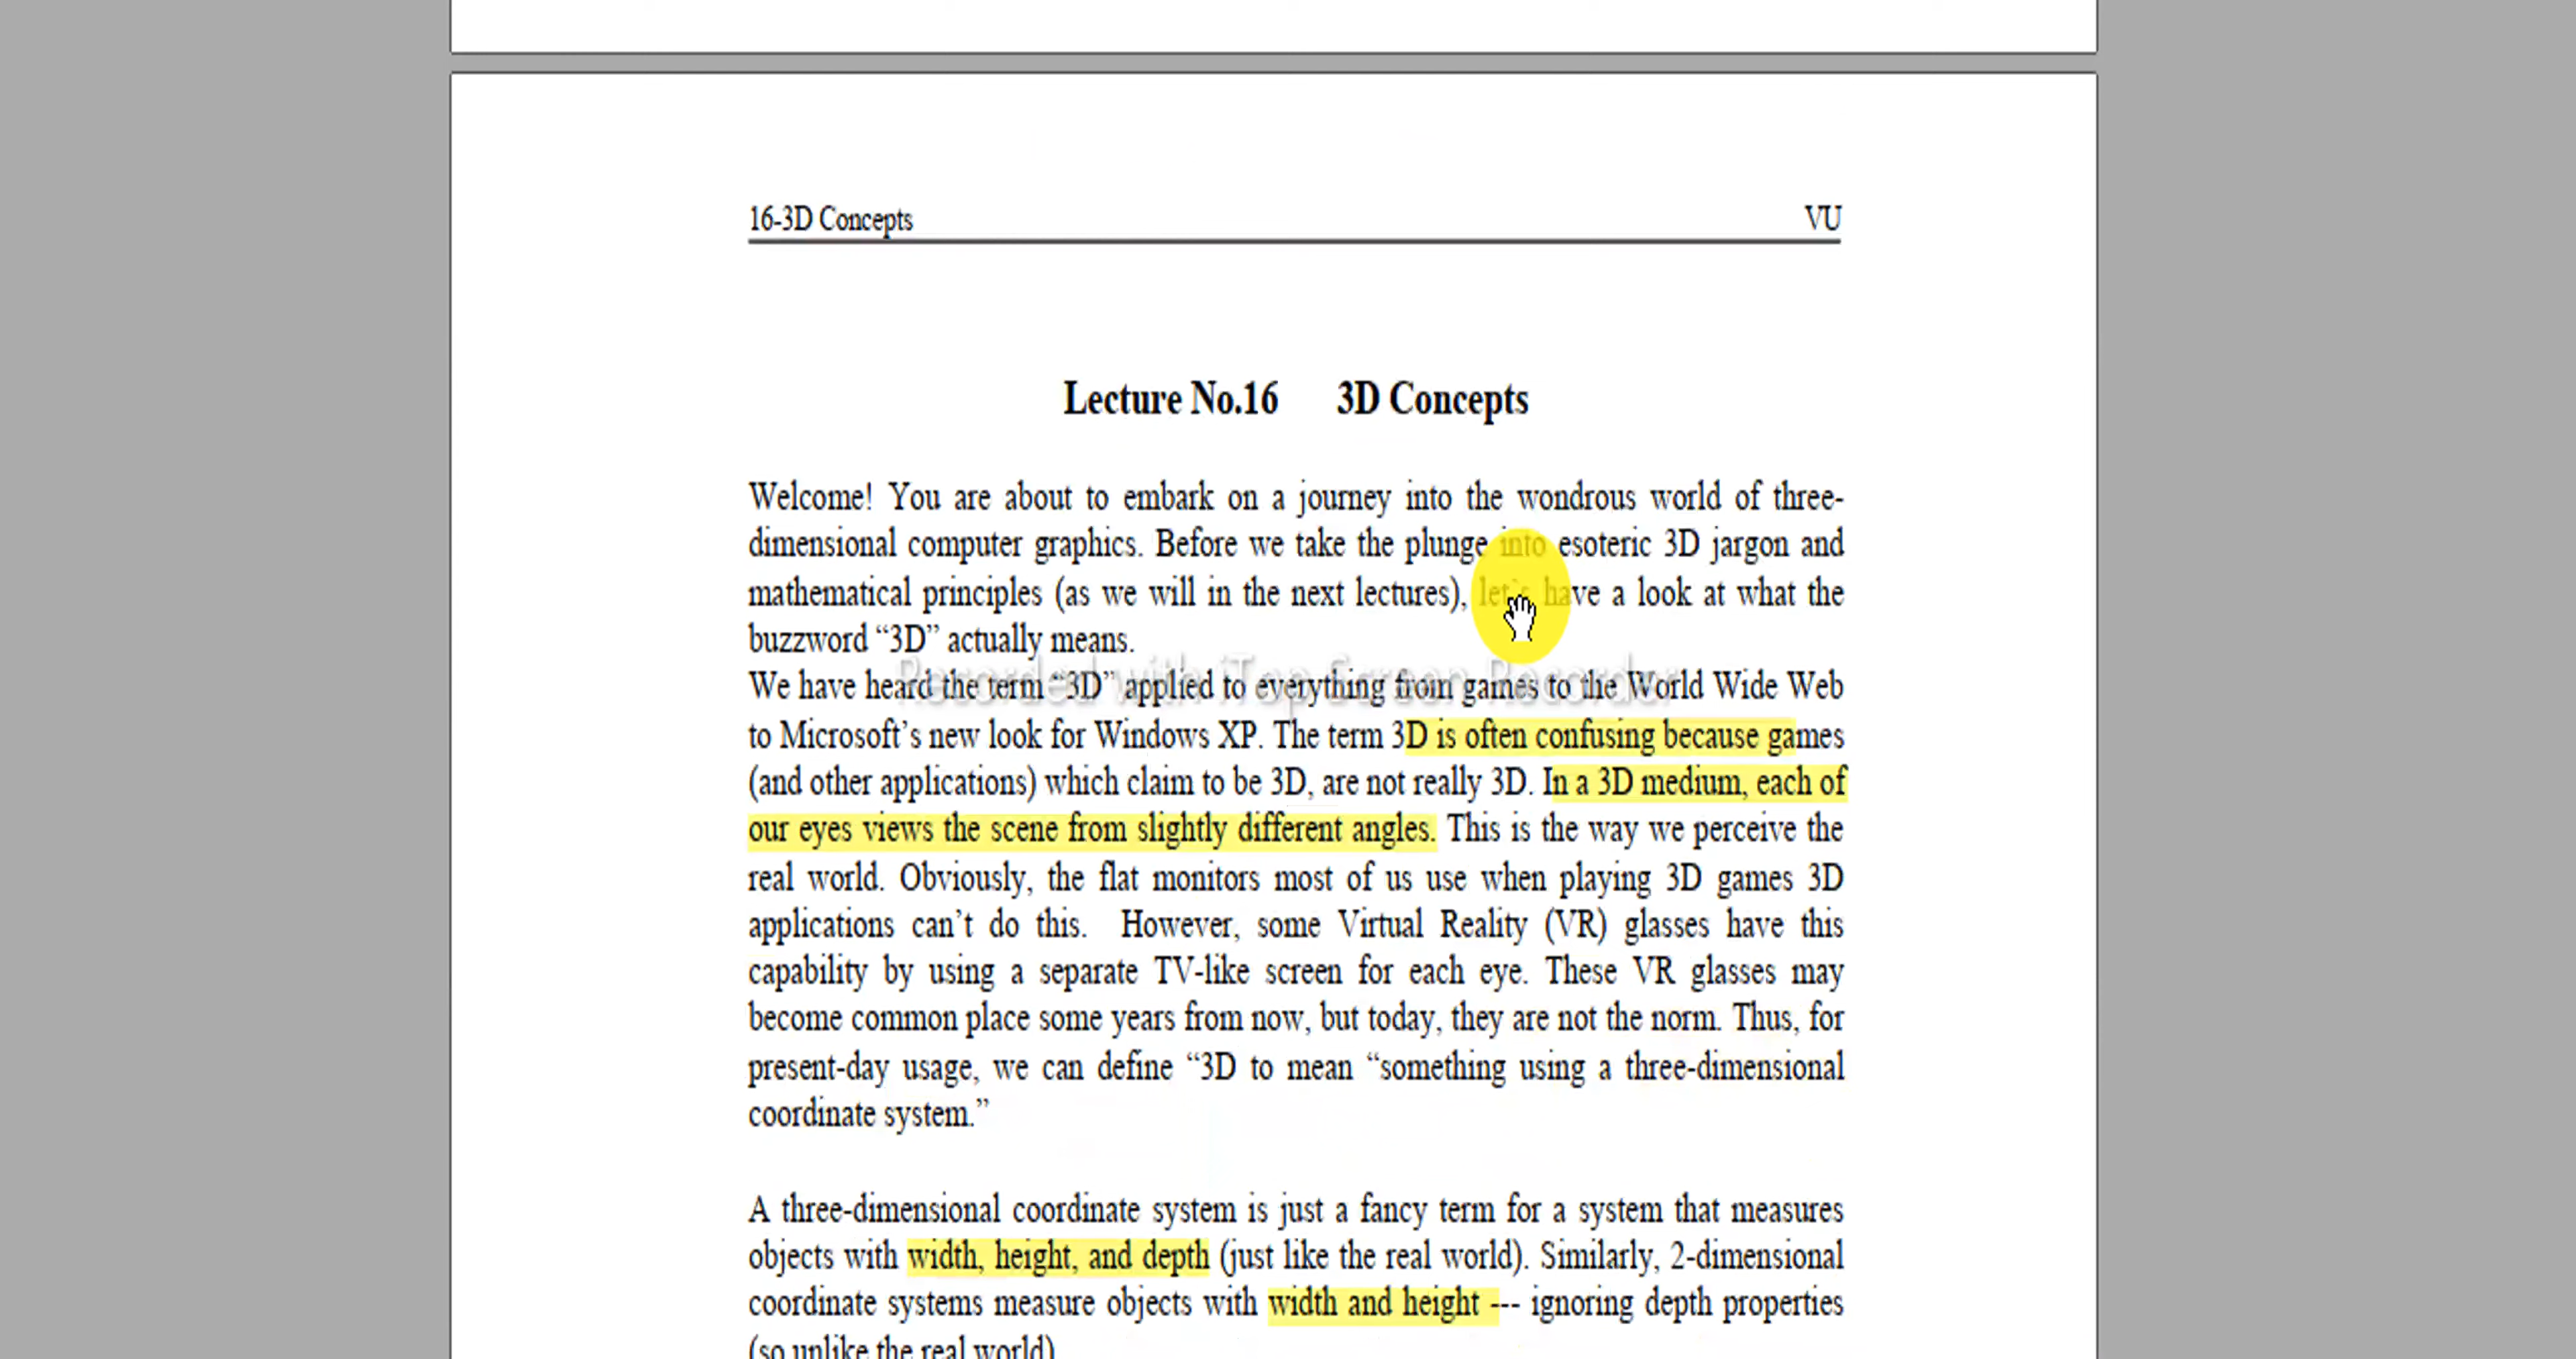 16-3D Concepts VU
Lecture No.16 3D Concepts
Welcome! You are about to embark on a journey into the wondrous world of three-
dimensional computer graphics. Before we take the plunge into esoteric 3D jargon and
mathematical principles (as we will in the next lectures), let's have a look at what the
buzzword “3D” actually means.
Recorded with iTop Screen Recorder
We have heard the term “3D” applied to everything from games to the World Wide Web
to Microsoft’s new look for Windows XP. The term 3D is often confusing because games
(and other applications) which claim to be 3D, are not really 3D. In a 3D medium, each of
our eyes views the scene from slightly different angles. This is the way we perceive the
real world. Obviously, the flat monitors most of us use when playing 3D games 3D
applications can’t do this. However, some Virtual Reality (VR) glasses have this
capability by using a separate TV-like screen for each eye. These VR glasses may
become common place some years from now, but today, they are not the norm. Thus, for
present-day usage, we can define “3D to mean “something using a three-dimensional
coordinate system.”
A three-dimensional coordinate system is just a fancy term for a system that measures
objects with width, height, and depth (just like the real world). Similarly, 2-dimensional
coordinate systems measure objects with width and height --- ignoring depth properties
(so unlike the real world)